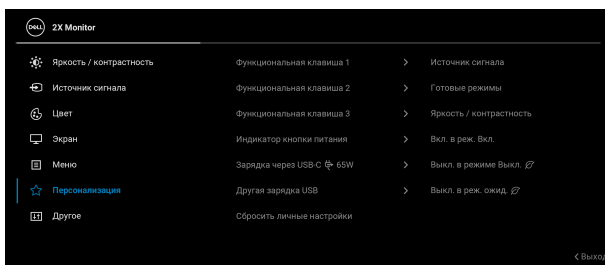 DELL 2X Monitor
Яркость / контрастность Функциональная клавиша 1 > Источник сигнала
Источник сигнала Функциональная клавиша 2 > Готовые режимы
Цвет Функциональная клавиша 3 > Яркость / контрастность
Экран Индикатор кнопки питания > Вкл. в реж. Вкл.
Меню Зарядка через USB-C 65W > Выкл. в режиме Выкл.
Персонализация Другая зарядка USB > Выкл. в реж. ожид.
Другое Сбросить личные настройки
< Выход